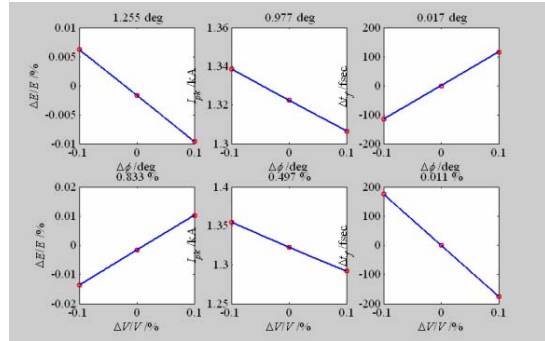 1.255 deg 0.977 deg 0.017 deg
0.01 1.36 200
0.005 1.34 100
0 1.32 0
-0.005 -100
-0.01 1.3 -200
ΔE/E /% I_pk /kA Δt_f /fsec
-0.1 0 0.1 -0.1 0 0.1 -0.1 0 0.1
Δϕ /deg Δϕ /deg Δϕ /deg
0.833 % 0.497 % 0.011 %
0.02 1.4 200
0.01 1.35 100
0 1.3 0
-0.01 -100
-0.02 1.25 -200
ΔE/E /% I_pk /kA Δt_f /fsec
-0.1 0 0.1 -0.1 0 0.1 -0.1 0 0.1
ΔV/V /% ΔV/V /% ΔV/V /%